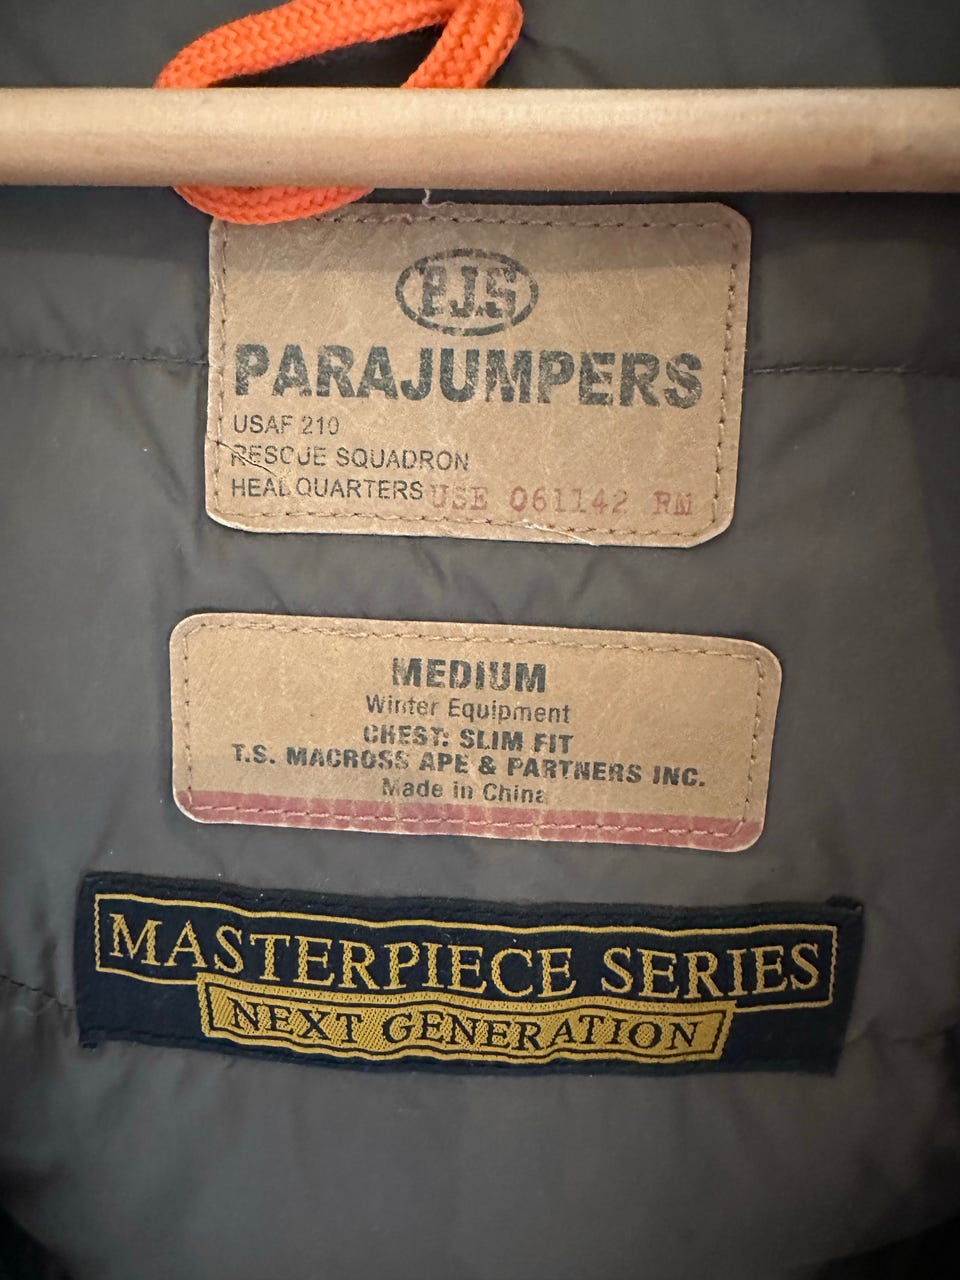 P.J.S
PARAJUMPERS
USAF 210
RESCUE SQUADRON
HEADQUARTERS USE 061142 RN
MEDIUM
Winter Equipment
CHEST: SLIM FIT
T.S. MACROSS APE & PARTNERS INC.
Made in China
MASTERPIECE SERIES
NEXT GENERATION